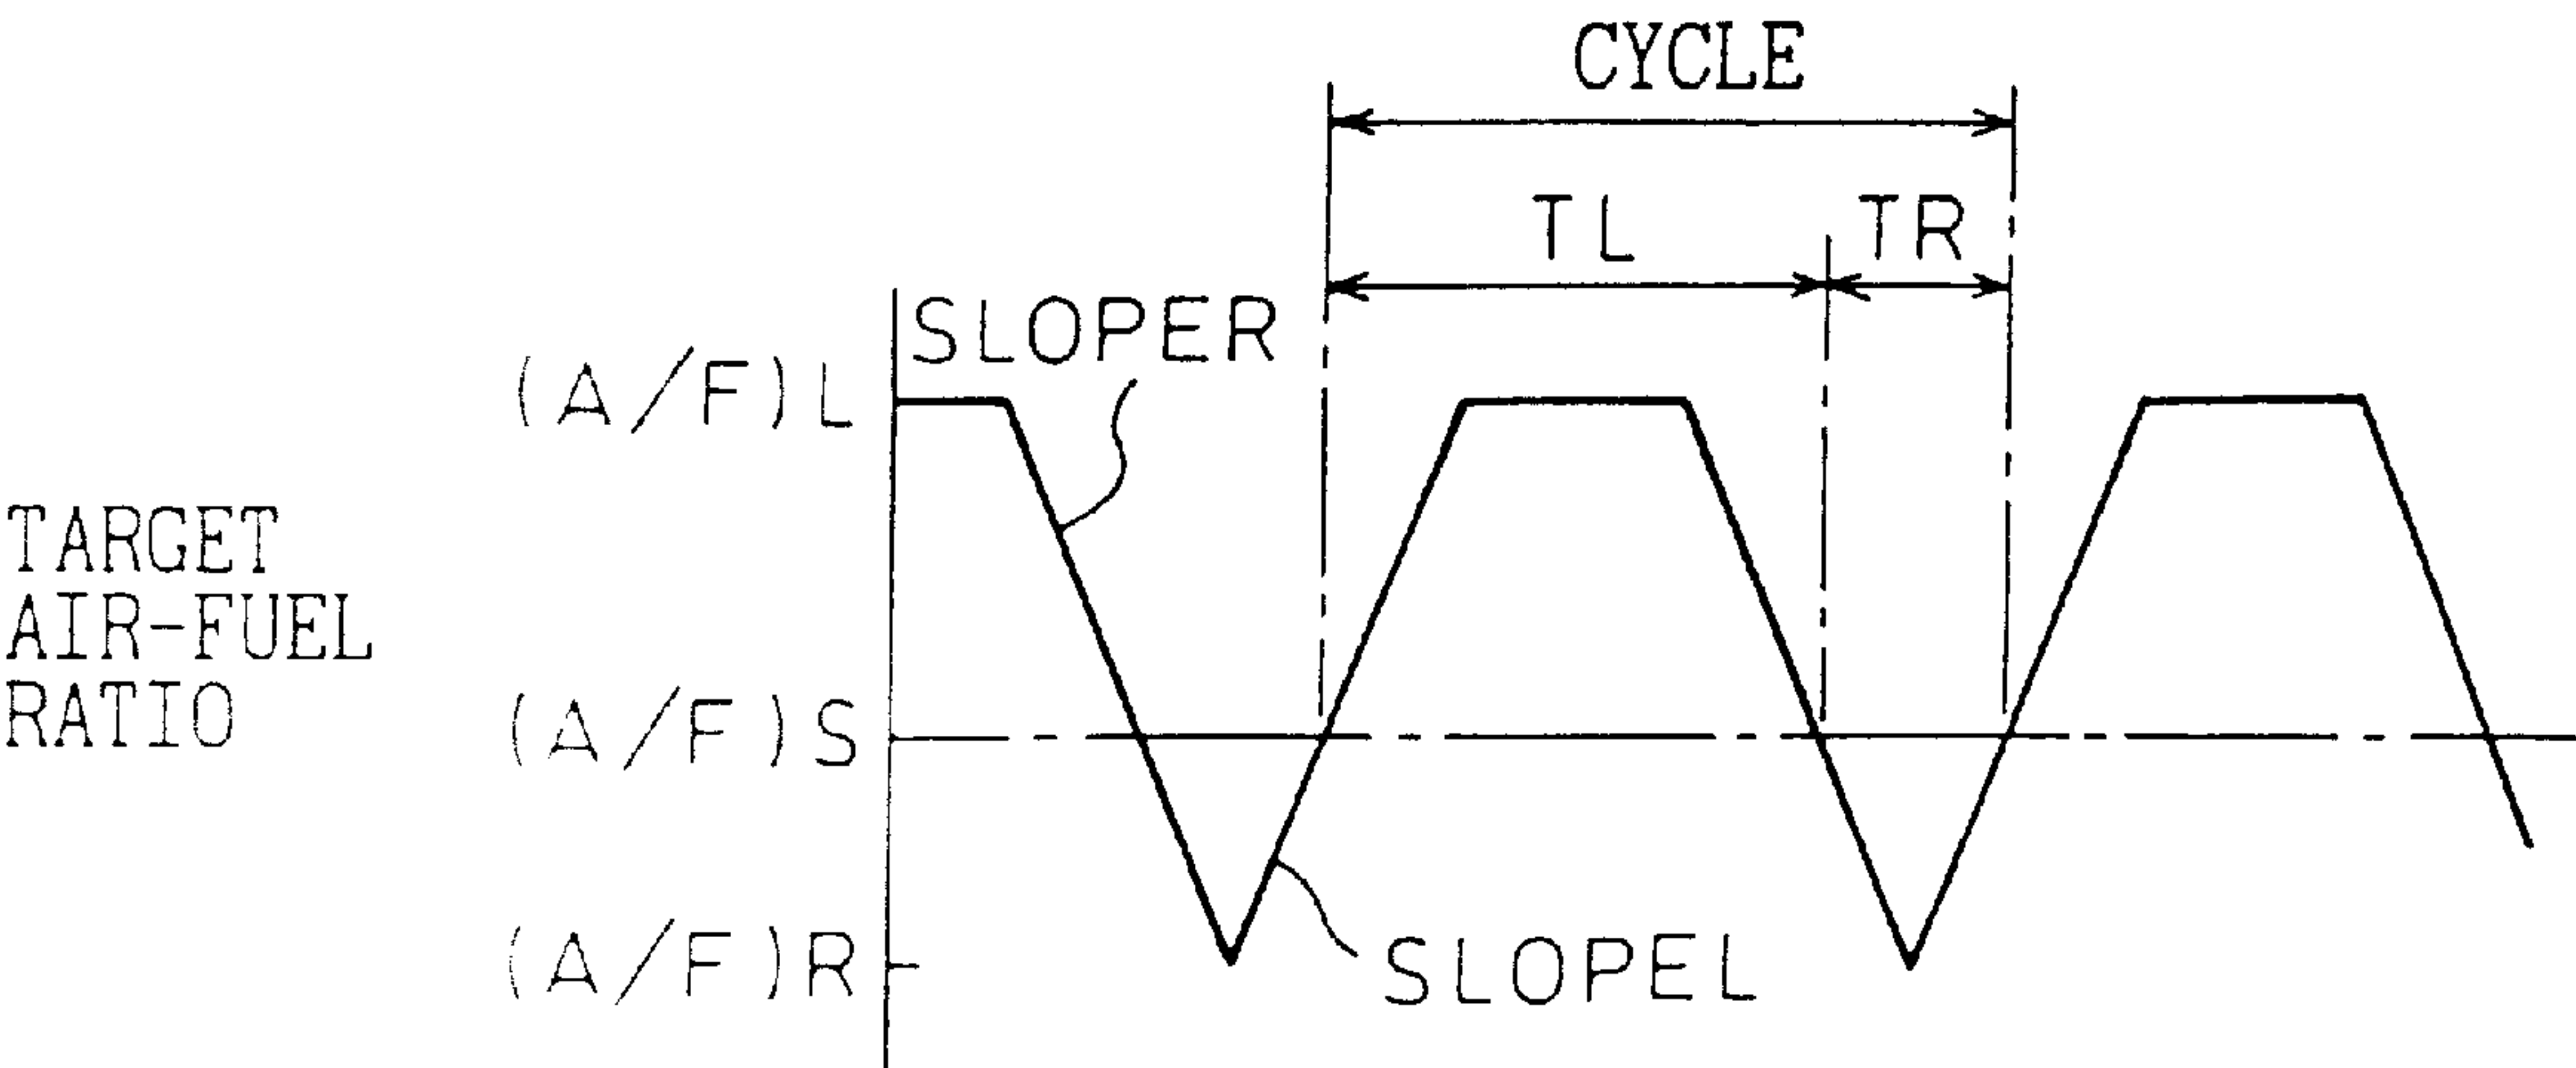 CYCLE
TL
TR
SLOPER
(A/F)L
TARGET
AIR-FUEL
RATIO
(A/F)S
(A/F)R
SLOPEL